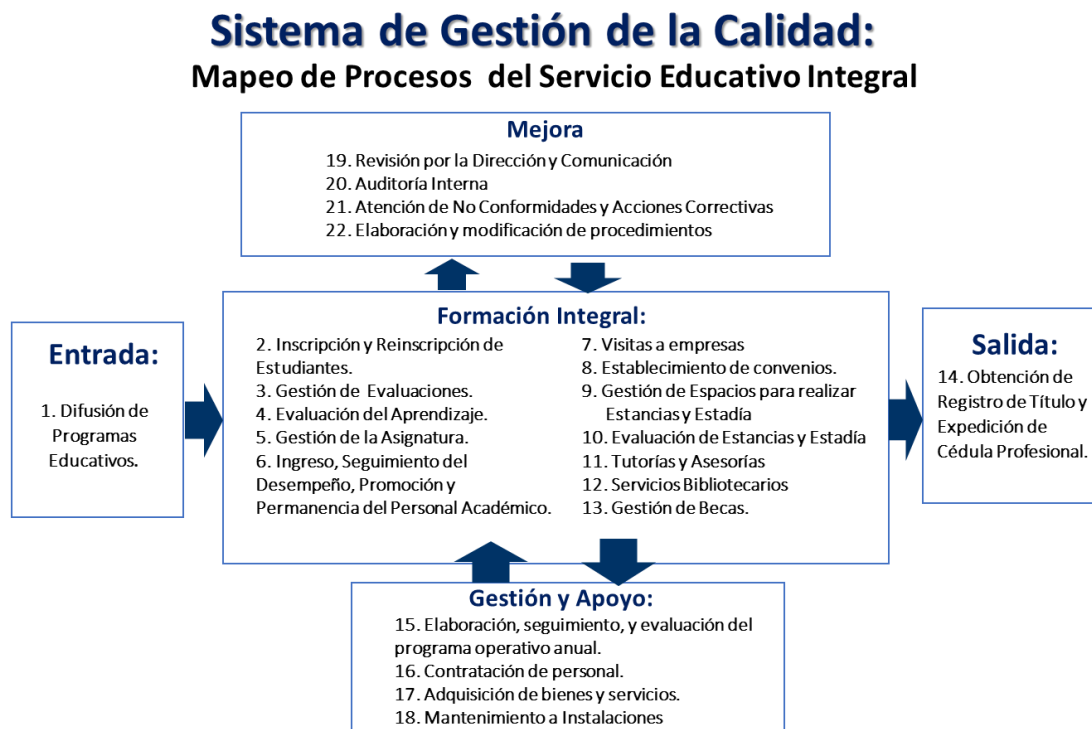 Sistema de Gestión de la Calidad:
Mapeo de Procesos del Servicio Educativo Integral
Mejora
19. Revisión por la Dirección y Comunicación
20. Auditoría Interna
21. Atención de No Conformidades y Acciones Correctivas
22. Elaboración y modificación de procedimientos
Entrada:
1. Difusión de
Programas
Educativos.
Formación Integral:
2. Inscripción y Reinscripción de
Estudiantes.
3. Gestión de Evaluaciones.
4. Evaluación del Aprendizaje.
5. Gestión de la Asignatura.
6. Ingreso, Seguimiento del
Desempeño, Promoción y
Permanencia del Personal Académico.
7. Visitas a empresas
8. Establecimiento de convenios.
9. Gestión de Espacios para realizar
Estancias y Estadía
10. Evaluación de Estancias y Estadía
11. Tutorías y Asesorías
12. Servicios Bibliotecarios
13. Gestión de Becas.
Salida:
14. Obtención de
Registro de Título y
Expedición de
Cédula Profesional.
Gestión y Apoyo:
15. Elaboración, seguimiento, y evaluación del
programa operativo anual.
16. Contratación de personal.
17. Adquisición de bienes y servicios.
18. Mantenimiento a Instalaciones